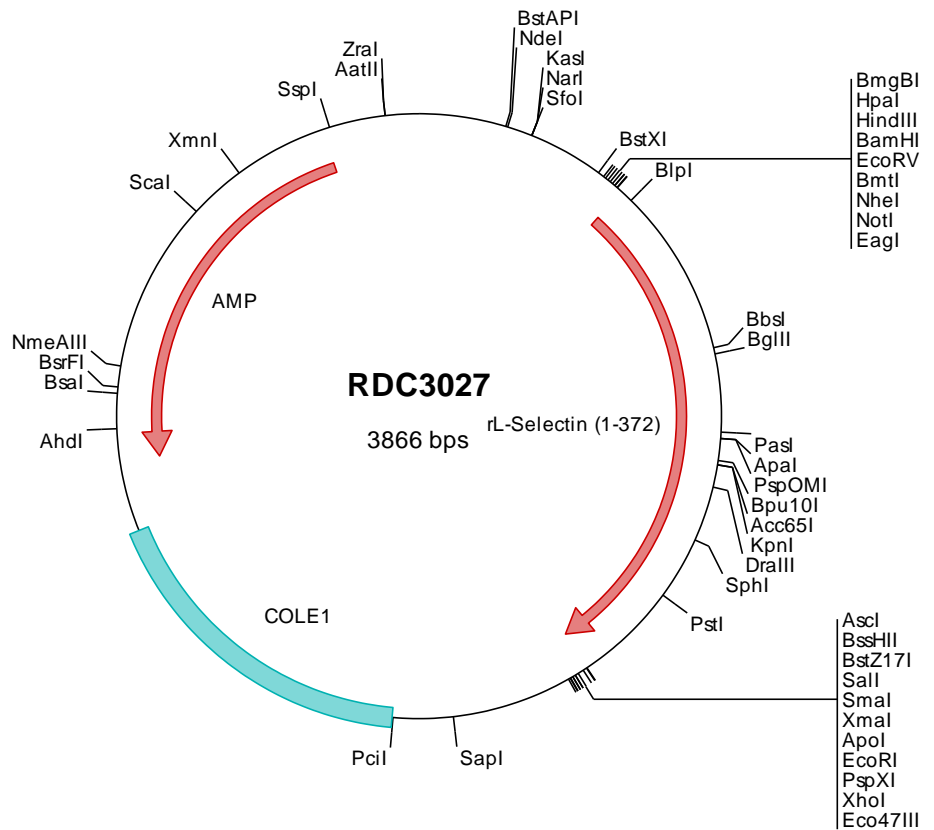 BstAPI
NdeI
KasI
NarI
SfoI
ZraI
AatII
SspI
XmnI
ScaI
BstXI
BlpI
BmgBI
HpaI
HindIII
BamHI
EcoRV
BmtI
NheI
NotI
EagI
AMP
NmeAIII
BsrFI
BsaI
AhdI
BbsI
BglII
RDC3027
3866 bps
rL-Selectin (1-372)
PasI
ApaI
PspOMI
Bpu10I
Acc65I
KpnI
DraIII
SphI
PstI
COLE1
PciI
SapI
AscI
BssHII
BstZ17I
SalI
SmaI
XmaI
ApoI
EcoRI
PspXI
XhoI
Eco47III